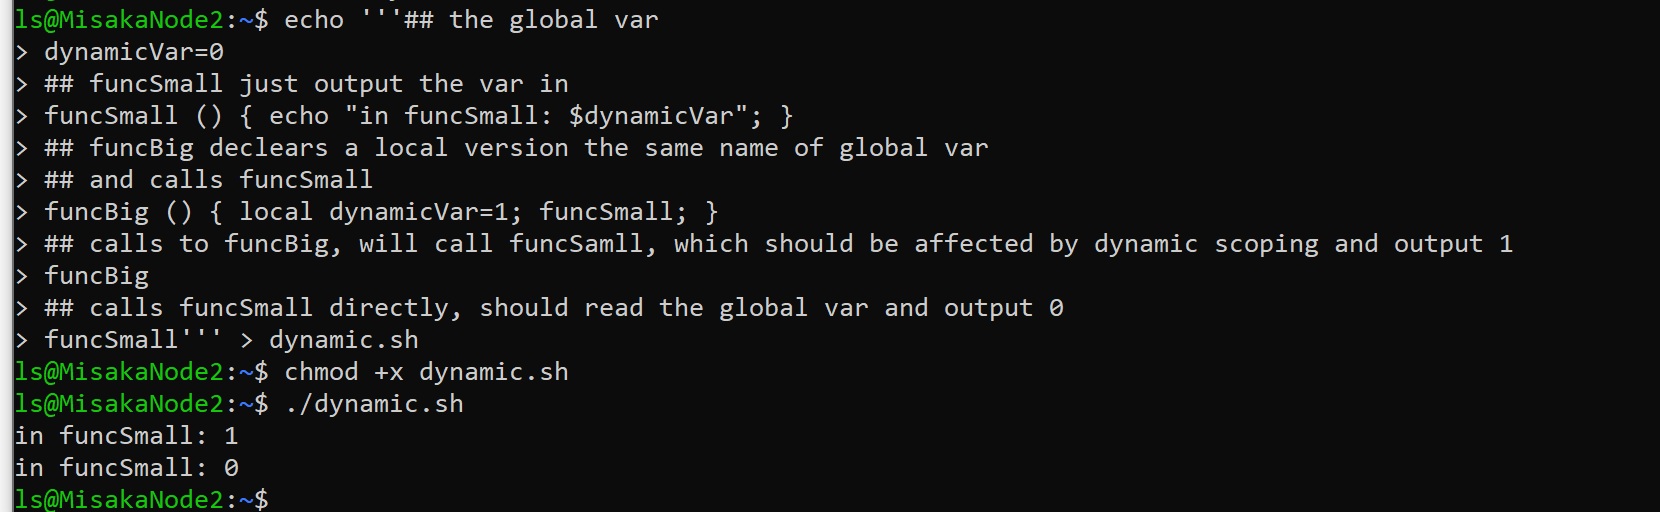 ls@MisakaNode2:~$ echo '''## the global var
> dynamicVar=0
> ## funcSmall just output the var in
> funcSmall () { echo "in funcSmall: $dynamicVar"; }
> ## funcBig declears a local version the same name of global var
> ## and calls funcSmall
> funcBig () { local dynamicVar=1; funcSmall; }
> ## calls to funcBig, will call funcSamll, which should be affected by dynamic scoping and output 1
> funcBig
> ## calls funcSmall directly, should read the global var and output 0
> funcSmall''' > dynamic.sh
ls@MisakaNode2:~$ chmod +x dynamic.sh
ls@MisakaNode2:~$ ./dynamic.sh
in funcSmall: 1
in funcSmall: 0
ls@MisakaNode2:~$